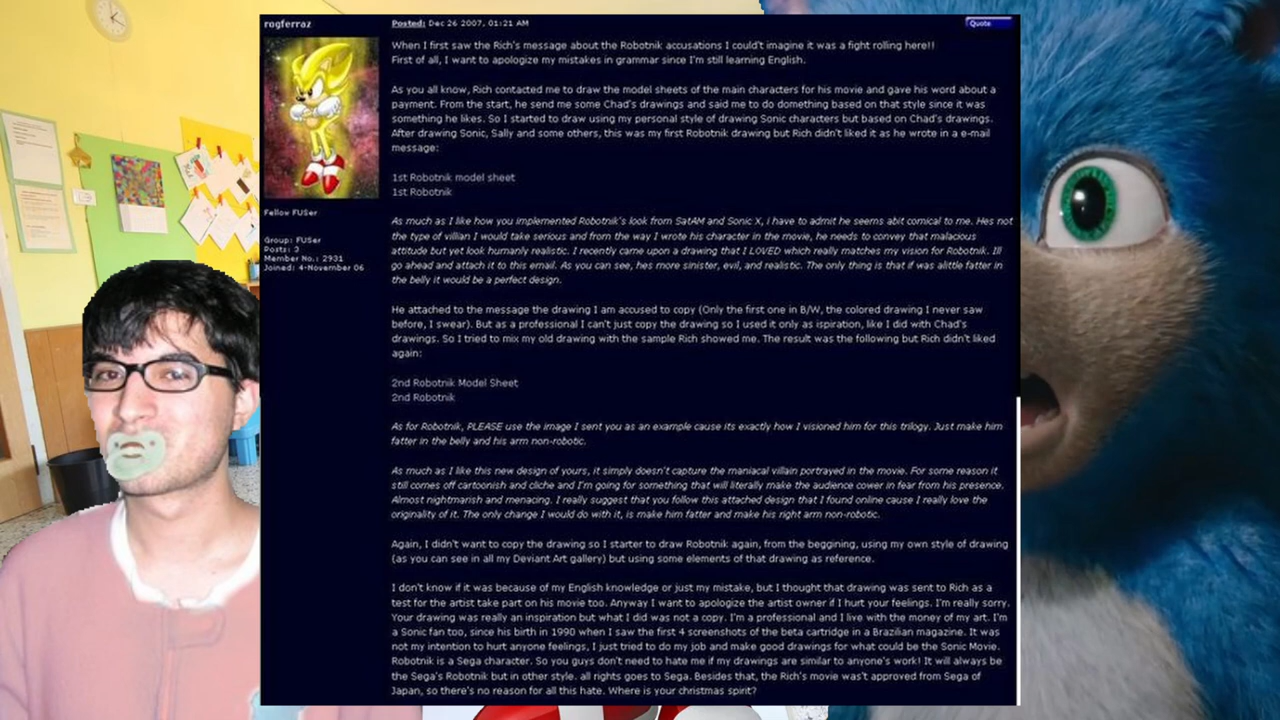 rogferraz
Posted: Dec 26 2007, 01:21 AM
Quote
When I first saw the Rich's message about the Robotnik accusations I could't imagine it was a fight rolling here!!
First of all, I want to apologize my mistakes in grammar since I'm still learning English.
As you all know, Rich contacted me to draw the model sheets of the main characters for his movie and gave his word about a
payment. From the start, he send me some Chad's drawings and said me to do domething based on that style since it was
something he likes. So I started to draw using my personal style of drawing Sonic characters but based on Chad's drawings.
After drawing Sonic, Sally and some others, this was my first Robotnik drawing but Rich didn't liked it as he wrote in a e-mail
message:
1st Robotnik model sheet
1st Robotnik
Fellow FUSer
Group: FUSer
Posts: 3
Member No.: 2931
Joined: 4-November 06
As much as I like how you implemented Robotnik's look from SatAM and Sonic X, i have to admit he seems abit comical to me. Hes not
the type of villian I would take serious and from the way I wrote his character in the movie, he needs to convey that malacious
attitude but yet look humanly realistic. I recently came upon a drawing that I LOVED which really matches my vision for Robotnik. Ill
go ahead and attach it to this email. As you can see, hes more sinister, evil, and realistic. The only thing is that if was alittle fatter in
the belly it would be a perfect design.
He attached to the message the drawing I am accused to copy (Only the first one in B/W, the colored drawing I never saw
before, I swear). But as a professional I can't just copy the drawing so I used it only as ispiration, like I did with Chad's
drawings. So I tried to mix my old drawing with the sample Rich showed me. The result was the following but Rich didn't liked
again:
2nd Robotnik Model Sheet
2nd Robotnik
As for Robotnik, PLEASE use the image I sent you as an example cause its exactly how I visioned him for this trilogy. Just make him
fatter in the belly and his arm non-robotic.
As much as I like this new design of yours, it simply doesn't capture the maniacal villain portrayed in the movie. For some reason it
still comes off cartoonish and cliche and I'm going for something that will literally make the audience cower in fear from his presence.
Almost nightmarish and menacing. I really suggest that you follow this attached design that I found online cause I really love the
originality of it. The only change I would do with it, is make him fatter and make his right arm non-robotic.
Again, I didn't want to copy the drawing so I starter to draw Robotnik again, from the beggining, using my own style of drawing
(as you can see in all my Deviant Art gallery) but using some elements of that drawing as reference.
I don't know if it was because of my English knowledge or just my mistake, but I thought that drawing was sent to Rich as a
test for the artist take part on his movie too. Anyway I want to apologize the artist owner if I hurt your feelings. I'm really sorry.
Your drawing was really an inspiration but what I did was not a copy. I'm a professional and I live with the money of my art. I'm
a Sonic fan too, since his birth in 1990 when I saw the first 4 screenshots of the beta cartridge in a Brazilian magazine. It was
not my intention to hurt anyone feelings, I just tried to do my job and make good drawings for what could be the Sonic Movie.
Robotnik is a Sega character. So you guys don't need to hate me if my drawings are similar to anyone's work! It will always be
the Sega's Robotnik but in other style. all rights goes to Sega. Besides that, the Rich's movie was't approved from Sega of
Japan, so there's no reason for all this hate. Where is your christmas spirit?